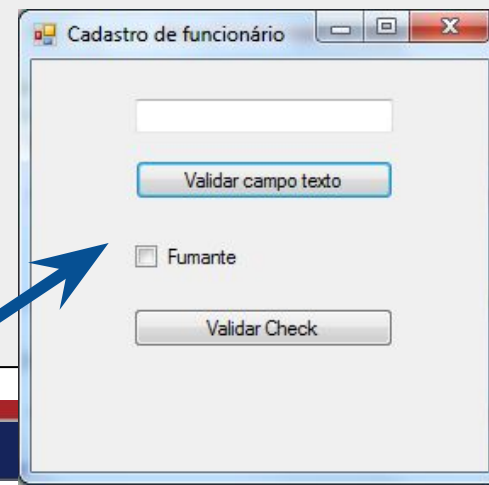 Cadastro de funcionário
Validar campo texto
Fumante
Validar Check